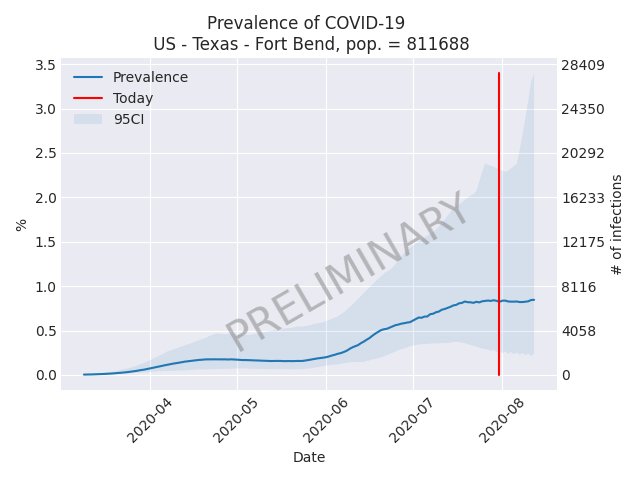 Prevalence of COVID-19
US - Texas - Fort Bend, pop. = 811688
Prevalence
Today
95CI
3.5
3.0
2.5
2.0
1.5
1.0
0.5
0.0
%
28409
24350
20292
16233
12175
8116
4058
0
# of infections
PRELIMINARY
2020-04
2020-05
2020-06
2020-07
2020-08
Date